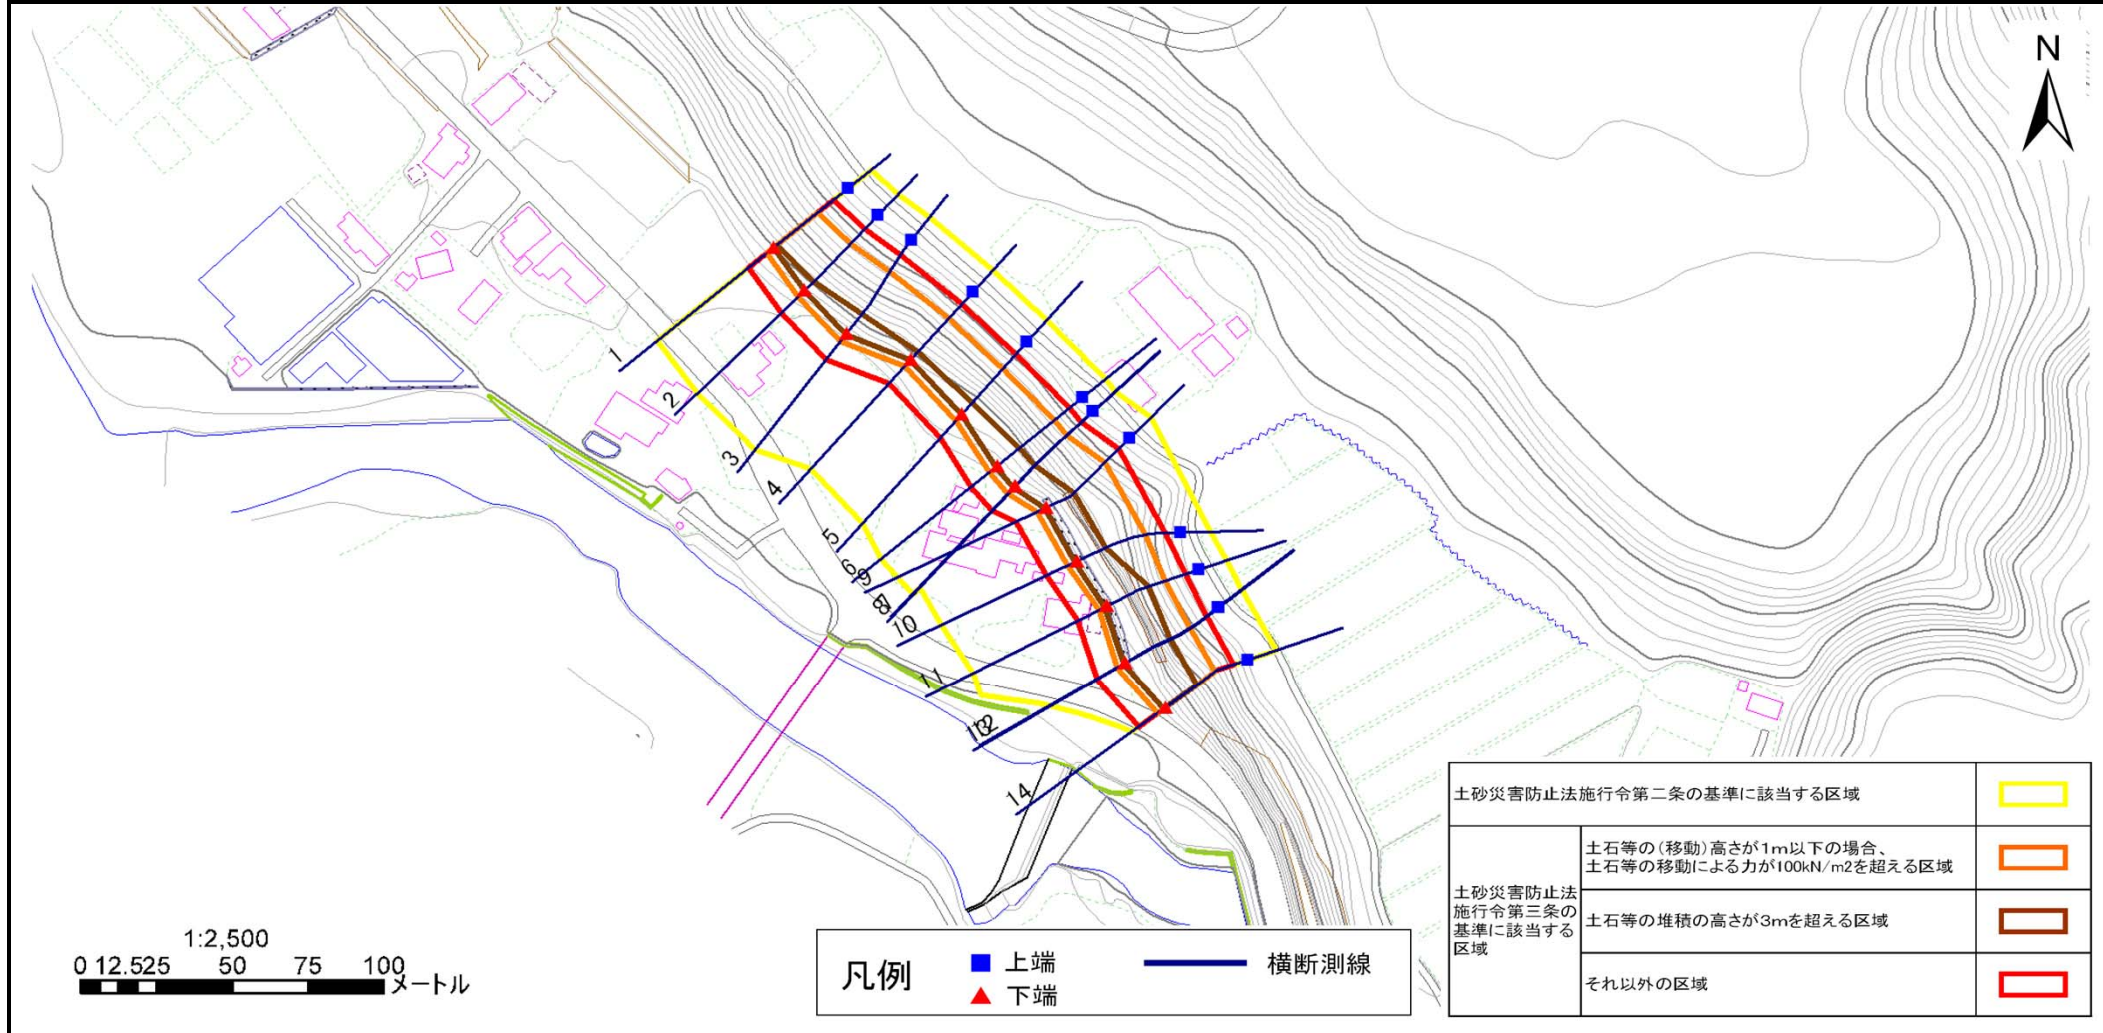 N
1
2
3
4
5
6
9
8
10
11
12
14
土砂災害防止法施行令第二条の基準に該当する区域
土石等の(移動)高さが1m以下の場合、
土石等の移動による力が100kN/m2を超える区域
土砂災害防止法
施行令第三条の
基準に該当する
区域
土石等の堆積の高さが3mを超える区域
それ以外の区域
1:2,500
0 12.525 50 75 100
メートル
凡例
上端
下端
横断測線